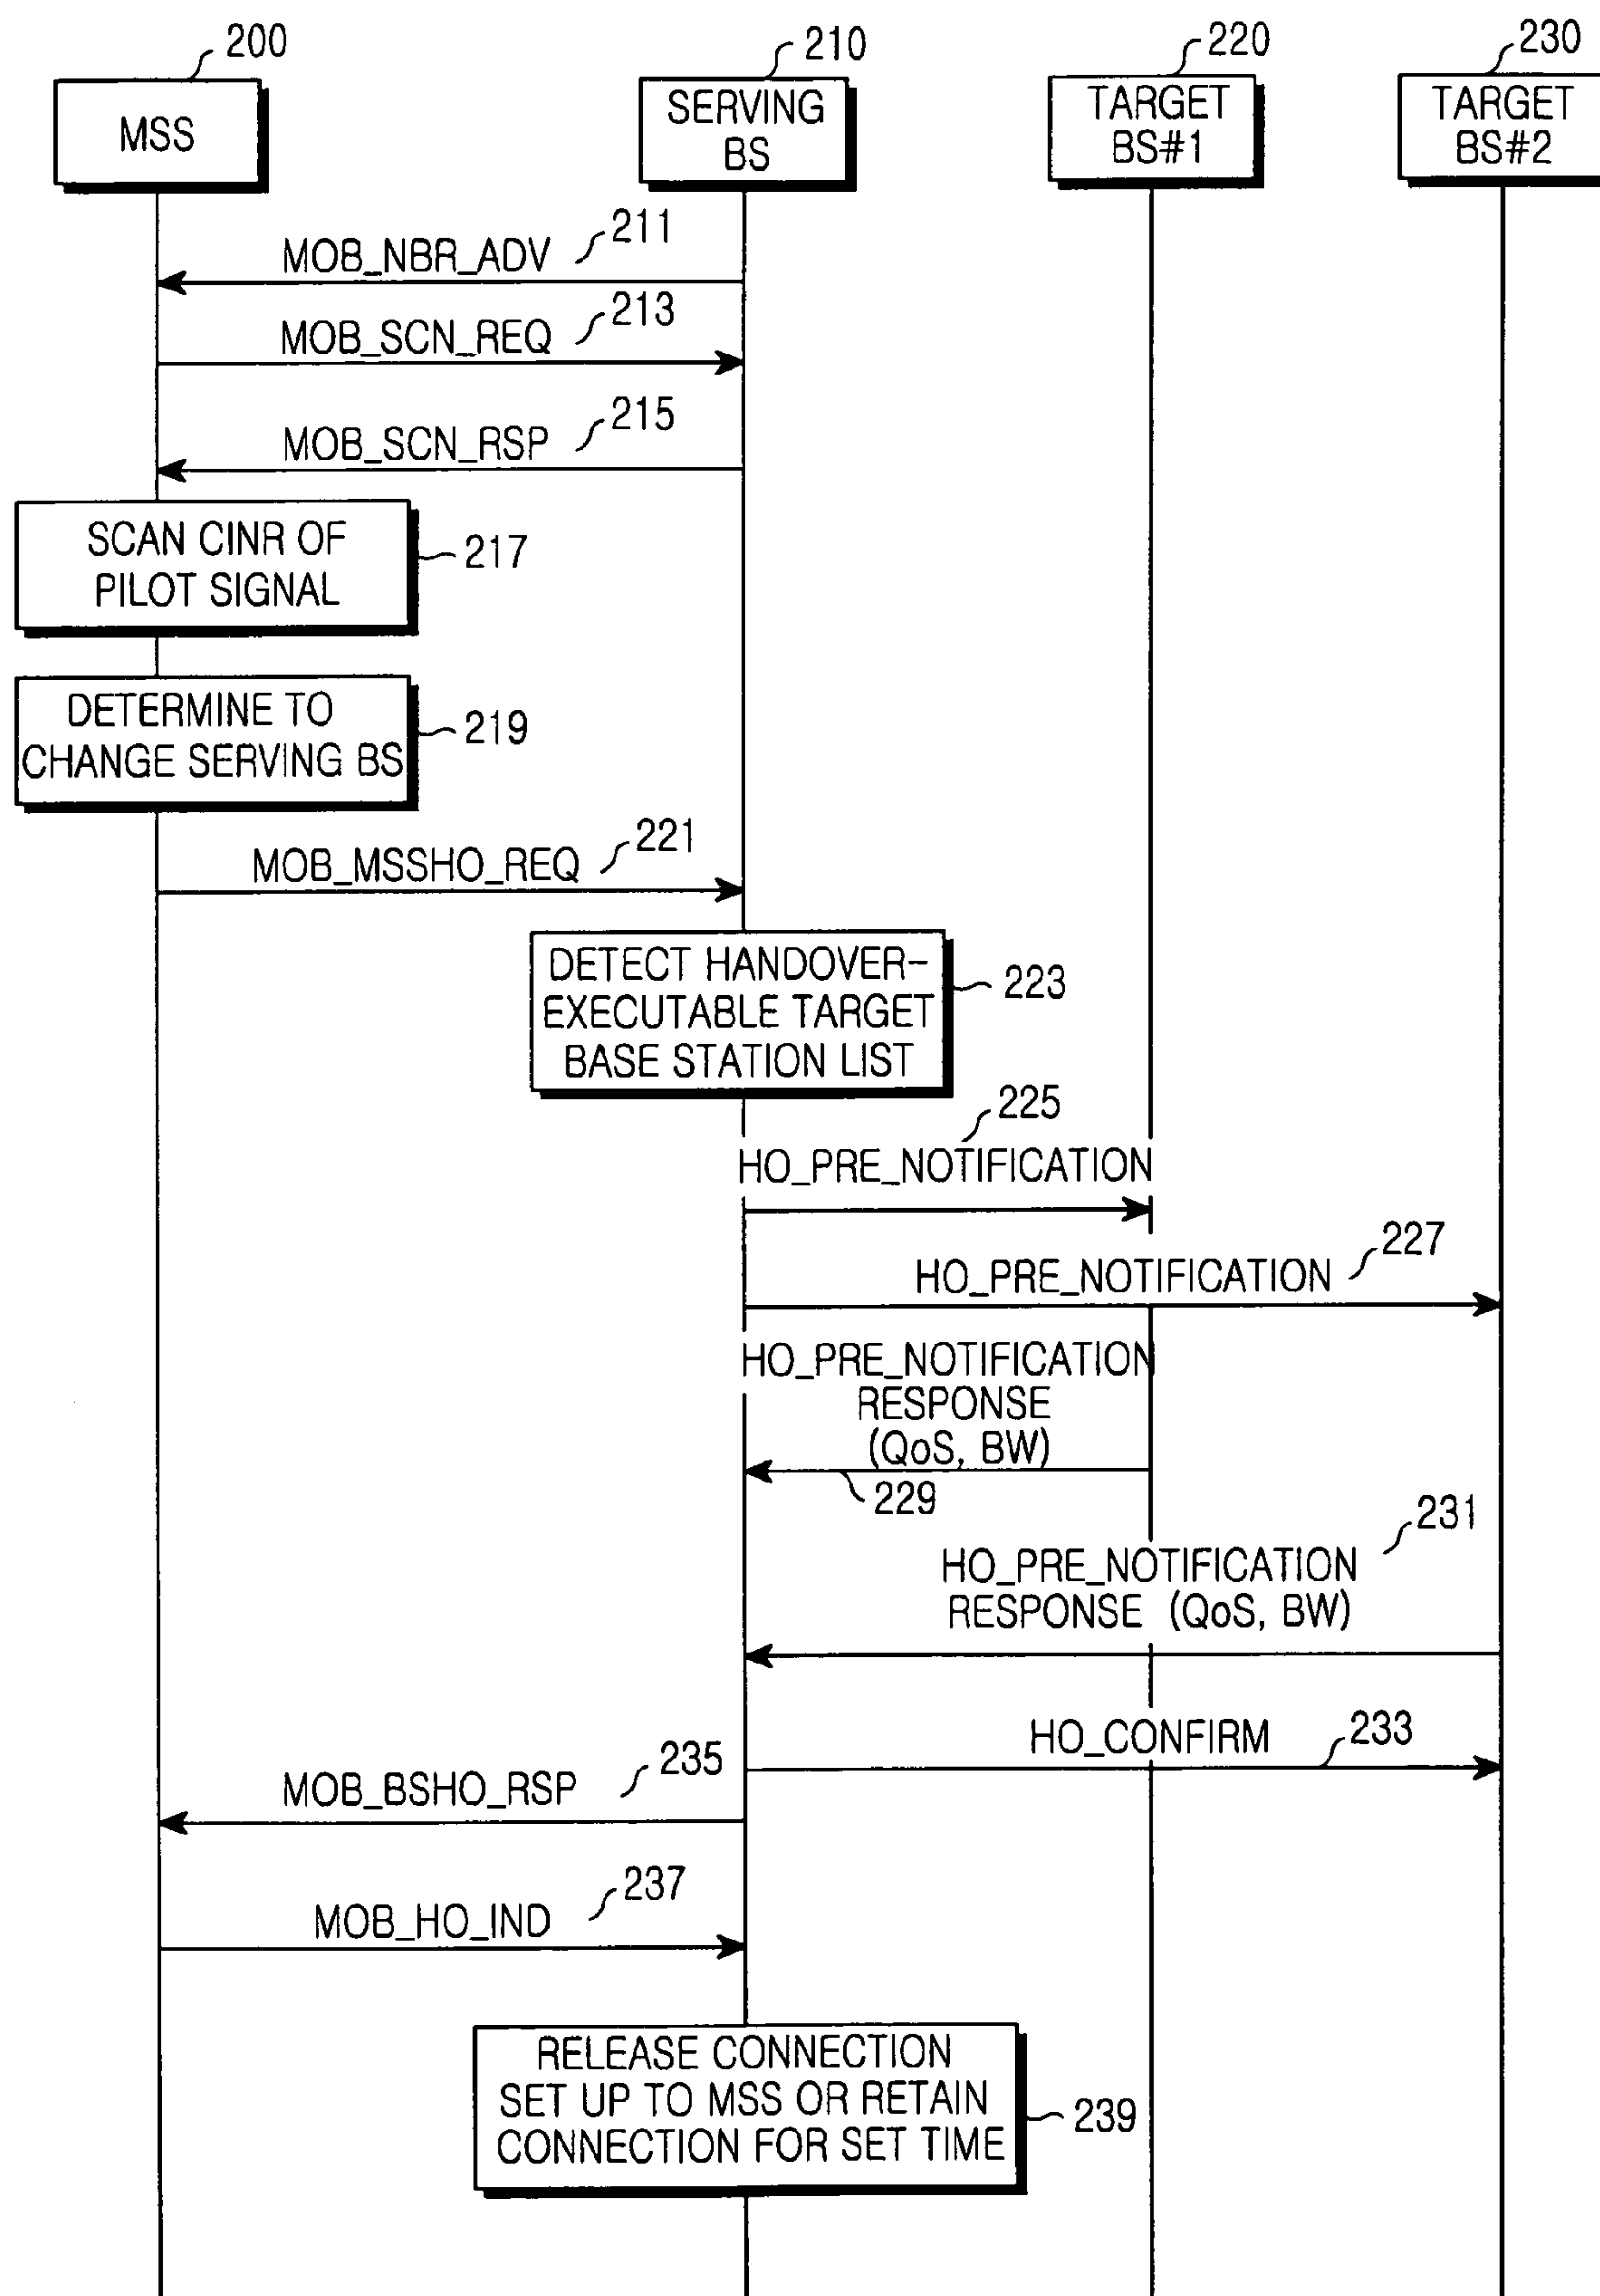 200
210
220
230
MSS
SERVING
BS
TARGET
BS#1
TARGET
BS#2
MOB_NBR_ADV
211
MOB_SCN_REQ
213
MOB_SCN_RSP
215
SCAN CINR OF
PILOT SIGNAL
217
DETERMINE TO
CHANGE SERVING BS
219
MOB_MSSHO_REQ
221
DETECT HANDOVER-
EXECUTABLE TARGET
BASE STATION LIST
223
225
HO_PRE_NOTIFICATION
227
HO_PRE_NOTIFICATION
HO_PRE_NOTIFICATION
RESPONSE
(QoS, BW)
229
231
HO_PRE_NOTIFICATION
RESPONSE (QoS, BW)
HO_CONFIRM
233
MOB_BSHO_RSP
235
MOB_HO_IND
237
RELEASE CONNECTION
SET UP TO MSS OR RETAIN
CONNECTION FOR SET TIME
239